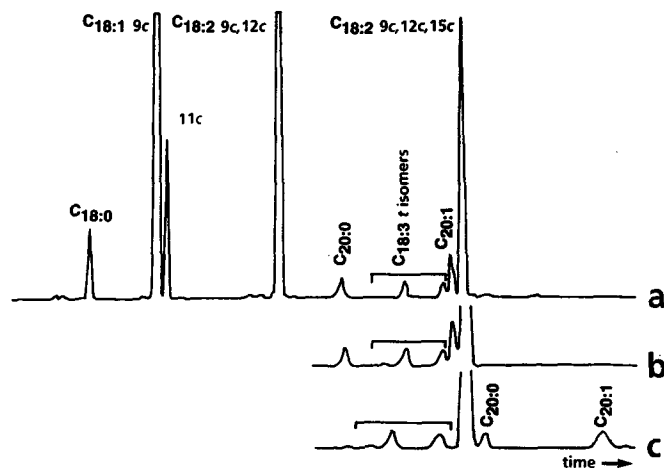 C18:1 9c
C18:2 9c,12c
C18:2 9c,12c,15c
11c
C18:0
C20:0
C18:3 t isomers
C20:1
a
b
C20:0
C20:1
c
time